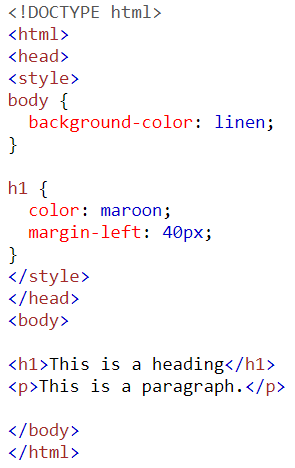 <!DOCTYPE html>
<html>
<head>
<style>
body {
  background-color: linen;
}

h1 {
  color: maroon;
  margin-left: 40px;
}
</style>
</head>
<body>

<h1>This is a heading</h1>
<p>This is a paragraph.</p>

</body>
</html>